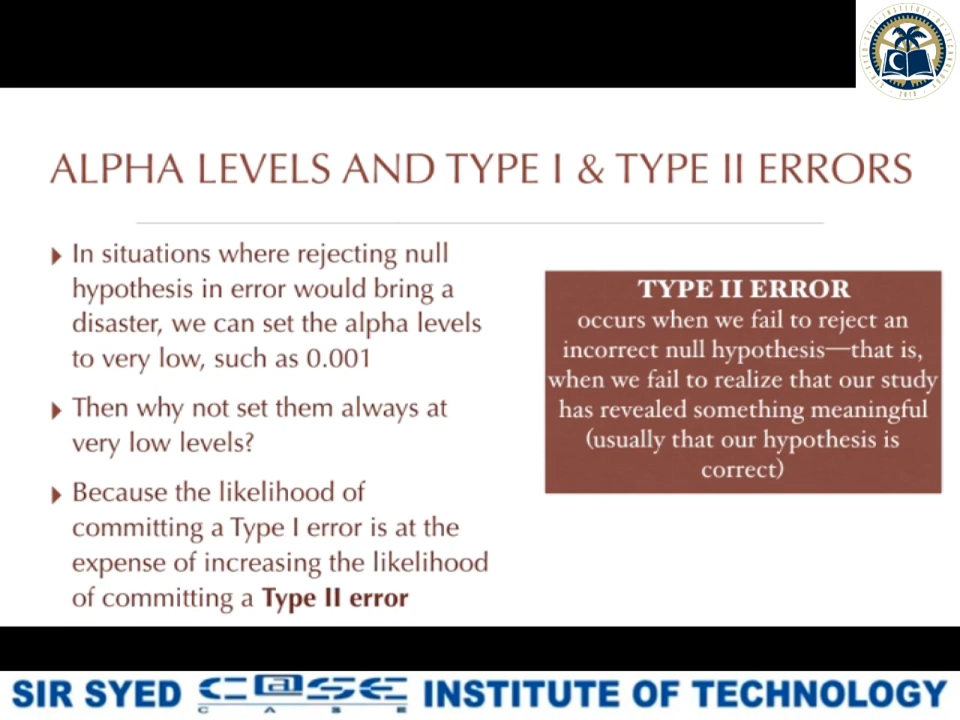 ALPHA LEVELS AND TYPE I & TYPE II ERRORS
In situations where rejecting null
hypothesis in error would bring a
disaster, we can set the alpha levels
to very low, such as 0.001
Then why not set them always at
very low levels?
Because the likelihood of
committing a Type I error is at the
expense of increasing the likelihood
of committing a Type II error
TYPE II ERROR
occurs when we fail to reject an
incorrect null hypothesis—that is,
when we fail to realize that our study
has revealed something meaningful
(usually that our hypothesis is
correct)
SIR SYED C@SE INSTITUTE OF TECHNOLOGY
C A S E